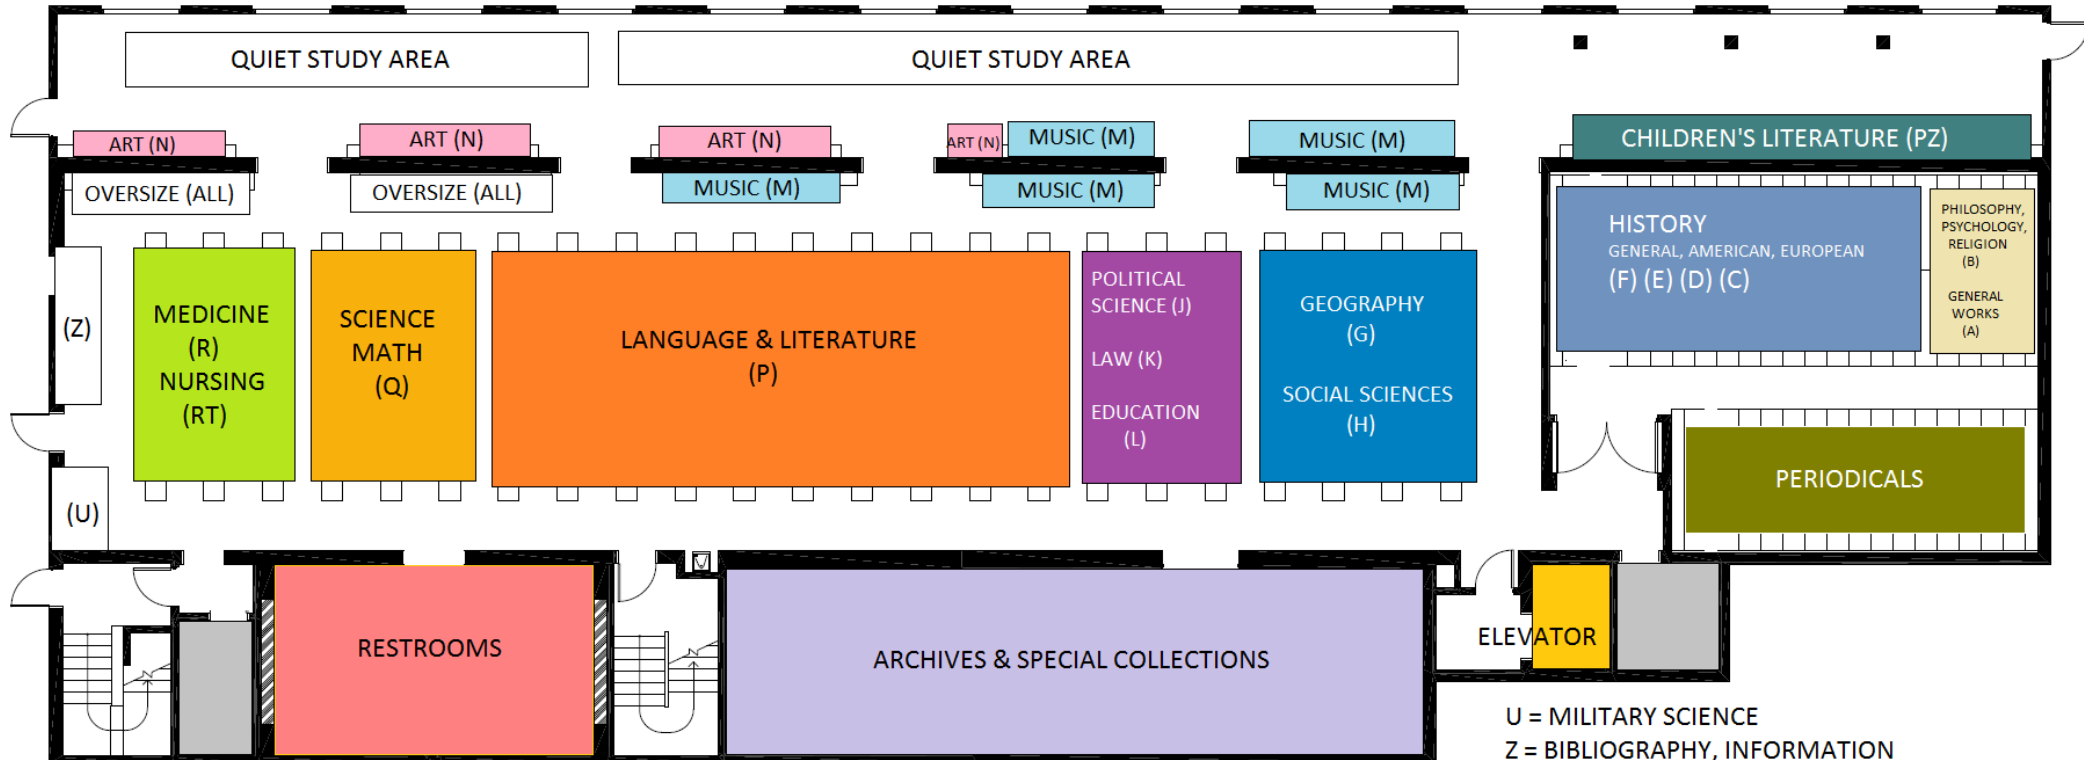 QUIET STUDY AREA
QUIET STUDY AREA
ART (N)
ART (N)
ART (N)
ART (N)
MUSIC (M)
MUSIC (M)
CHILDREN'S LITERATURE (PZ)
OVERSIZE (ALL)
OVERSIZE (ALL)
MUSIC (M)
MUSIC (M)
MUSIC (M)
(Z)
MEDICINE
(R)
NURSING
(RT)
SCIENCE
MATH
(Q)
LANGUAGE & LITERATURE
(P)
POLITICAL
SCIENCE (J)
LAW (K)
EDUCATION
(L)
GEOGRAPHY
(G)
SOCIAL SCIENCES
(H)
HISTORY
GENERAL, AMERICAN, EUROPEAN
(F) (E) (D) (C)
PHILOSOPHY,
PSYCHOLOGY,
RELIGION
(B)
GENERAL
WORKS
(A)
PERIODICALS
(U)
RESTROOMS
ARCHIVES & SPECIAL COLLECTIONS
ELEVATOR
U = MILITARY SCIENCE
Z = BIBLIOGRAPHY, INFORMATION